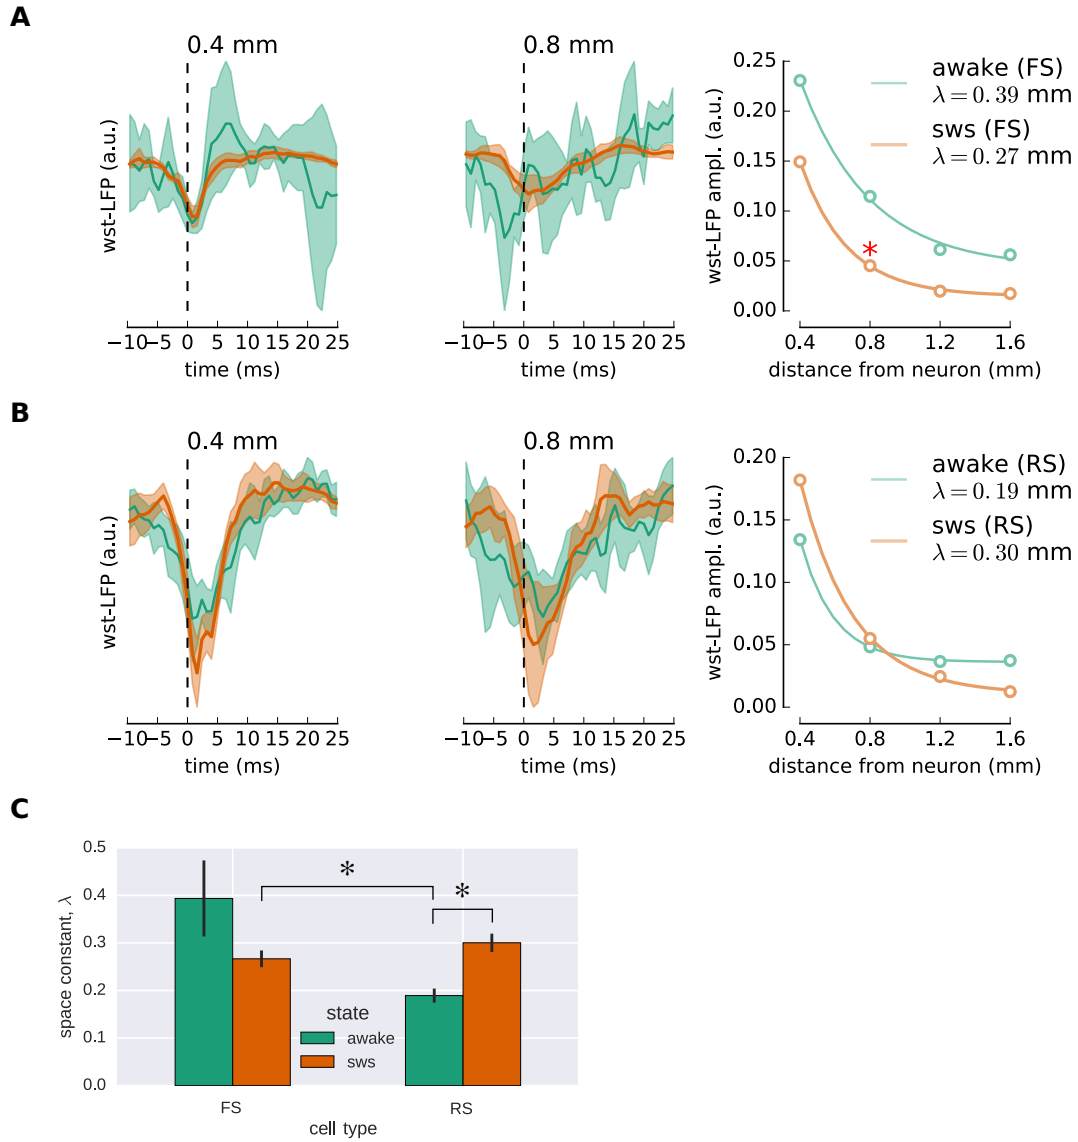 A
0.4 mm
wst-LFP (a.u.)
−10 −5 0 5 10 15 20 25
time (ms)
0.8 mm
−10 −5 0 5 10 15 20 25
time (ms)
wst-LFP ampl. (a.u.)
0.25
0.20
0.15
0.10
0.05
0.00
*
awake (FS)
λ = 0.39 mm
sws (FS)
λ = 0.27 mm
0.4 0.8 1.2 1.6
distance from neuron (mm)
B
0.4 mm
wst-LFP (a.u.)
−10 −5 0 5 10 15 20 25
time (ms)
0.8 mm
−10 −5 0 5 10 15 20 25
time (ms)
wst-LFP ampl. (a.u.)
0.20
0.15
0.10
0.05
0.00
awake (RS)
λ = 0.19 mm
sws (RS)
λ = 0.30 mm
0.4 0.8 1.2 1.6
distance from neuron (mm)
C
space constant, λ
0.5
0.4
0.3
0.2
0.1
0.0
*
*
state
awake
sws
FS RS
cell type